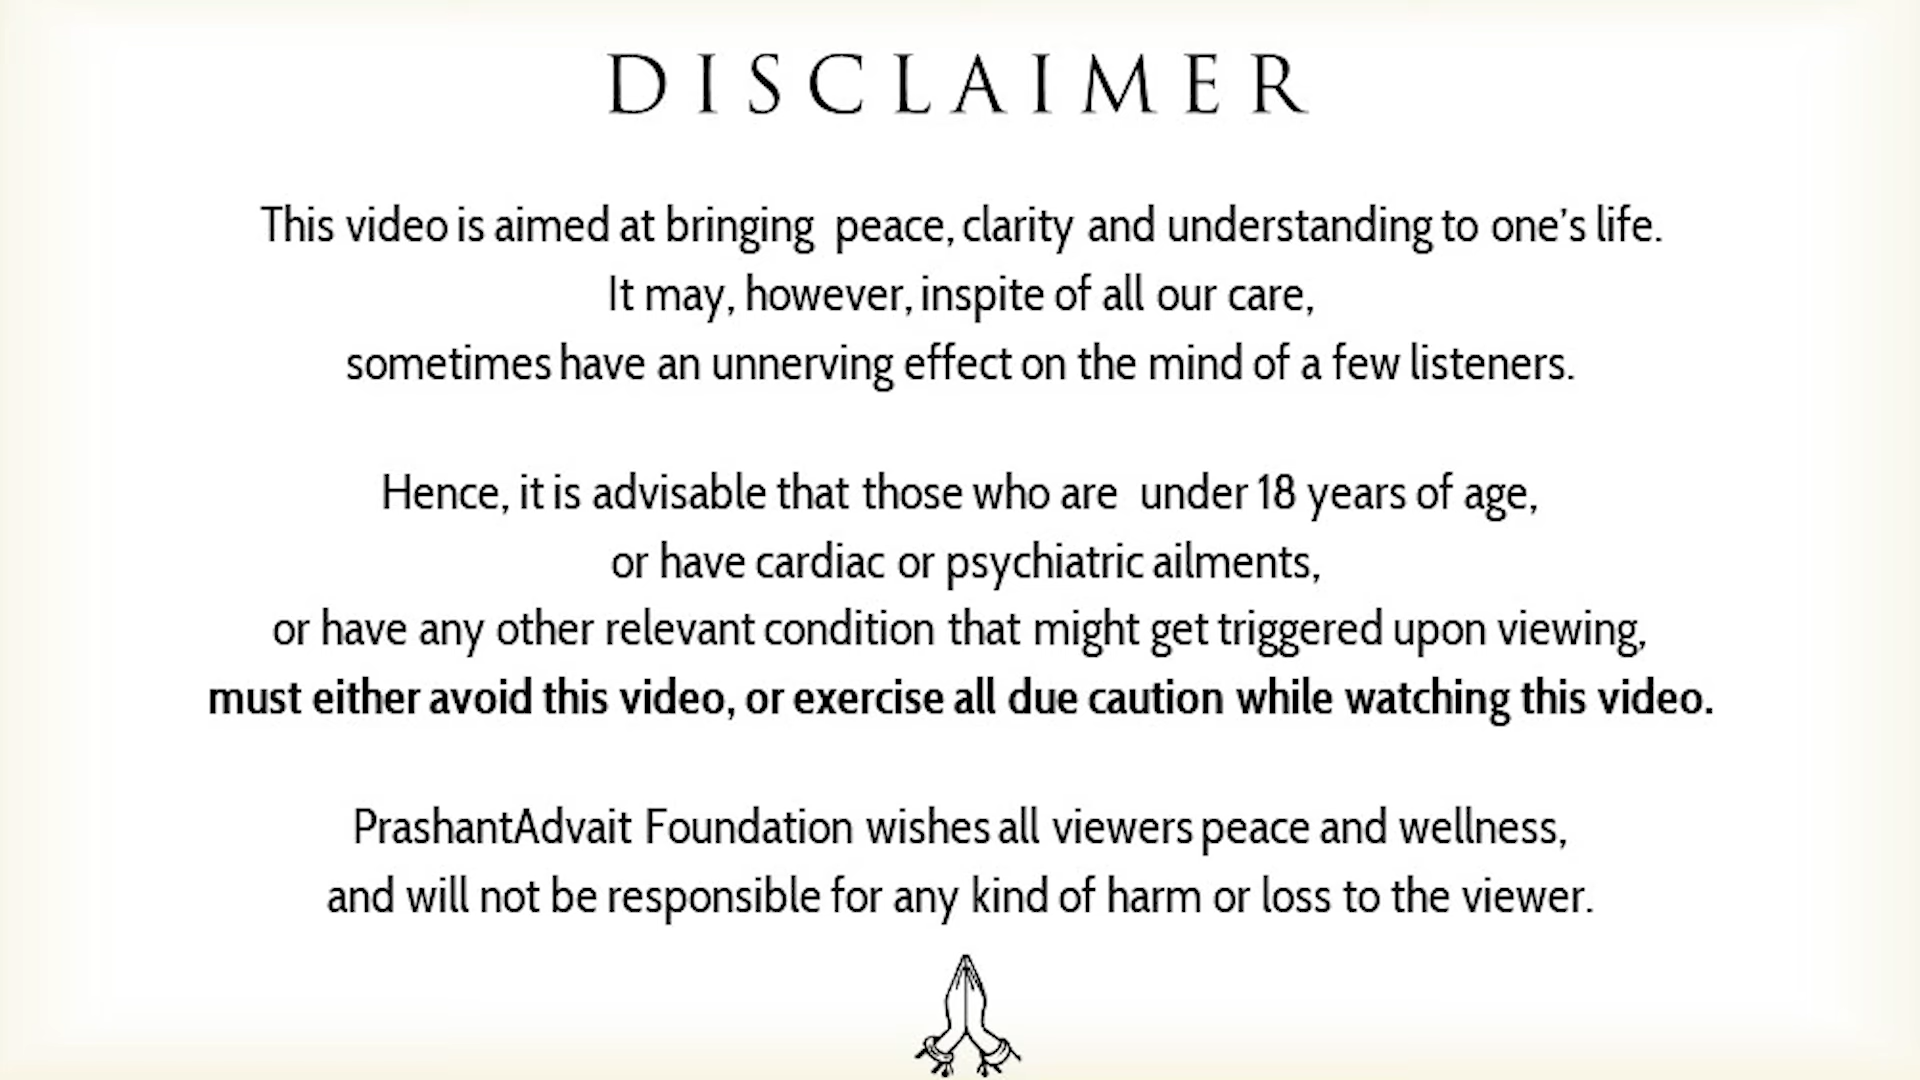 DISCLAIMER
This video is aimed at bringing peace, clarity and understanding to one's life.
It may, however, inspite of all our care,
sometimes have an unnerving effect on the mind of a few listeners.
Hence, it is advisable that those who are under 18 years of age,
or have cardiac or psychiatric ailments,
or have any other relevant condition that might get triggered upon viewing,
must either avoid this video, or exercise all due caution while watching this video.
PrashantAdvait Foundation wishes all viewers peace and wellness,
and will not be responsible for any kind of harm or loss to the viewer.